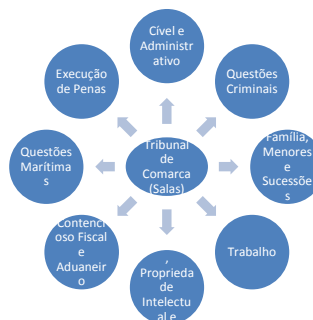 Cível e
Administr
ativo
Questões
Criminais
Família,
Menores
e
Sucessõe
s
Trabalho
,
Proprieda
de
Intelectu
al e
Contenci
oso Fiscal
e
Aduaneir
o
Questões
Marítima
s
Execução
de Penas
Tribunal
de
Comarca
(Salas)